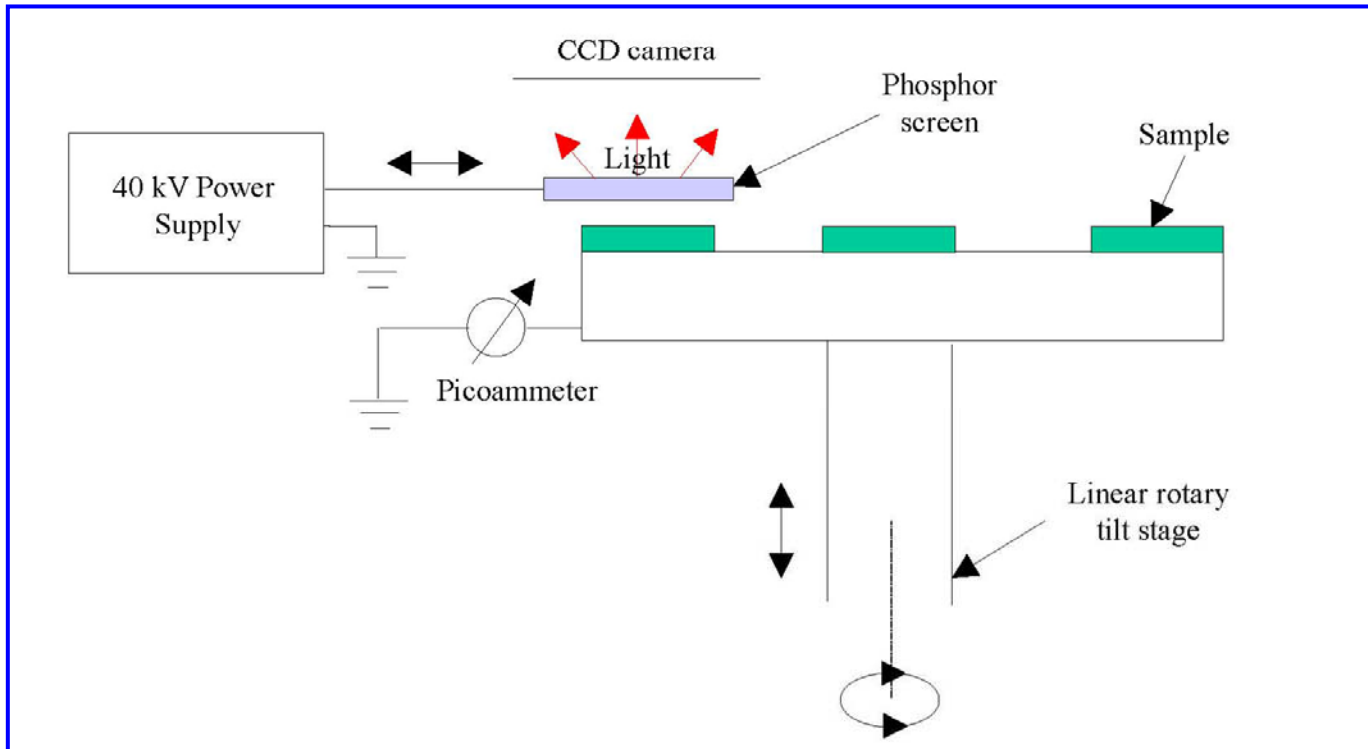 CCD camera
Phosphor
screen
Sample
Light
40 kV Power
Supply
Picoammeter
Linear rotary
tilt stage